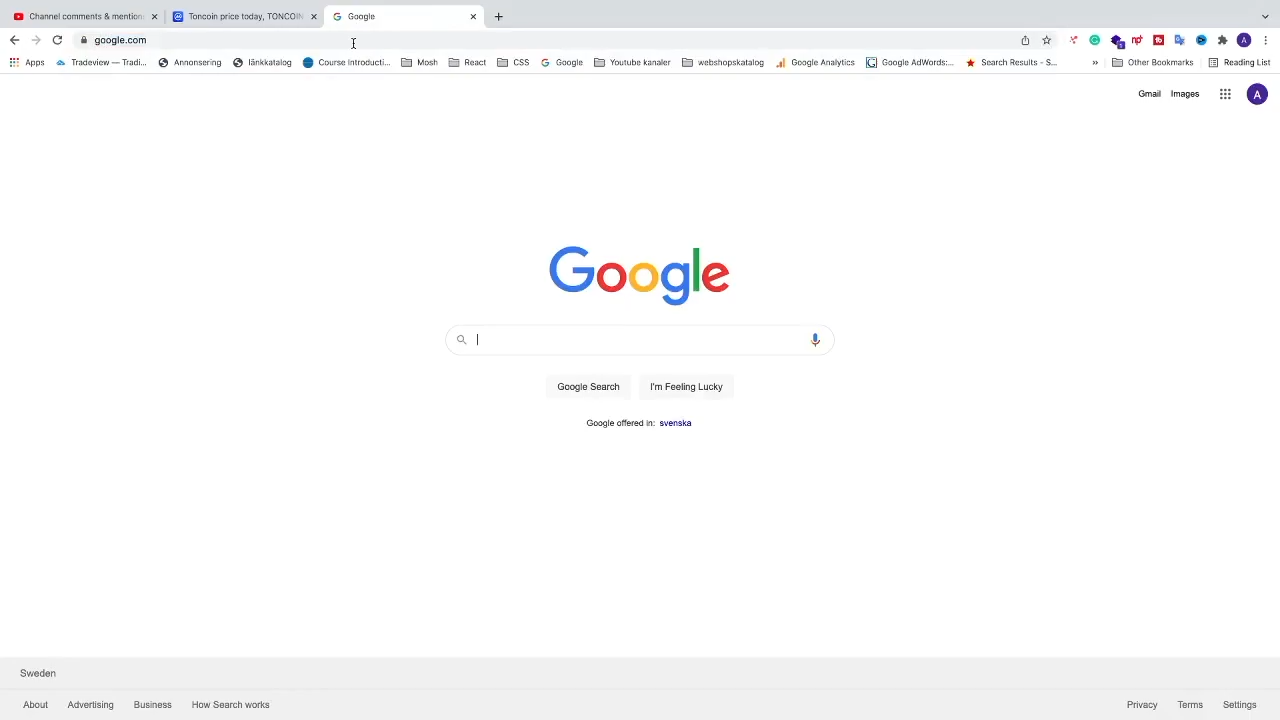 Channel comments & mention
Toncoin price today, TONCOIN
Google
google.com
Apps
Tradeview – Tradi...
Annonsering
länkkatalog
Course Introducti...
Mosh
React
CSS
Google
Youtube kanaler
webshopskatalog
Google Analytics
Google AdWords:...
Search Results - S...
»
Other Bookmarks
Reading List
Gmail
Images
A
Google
Google Search
I'm Feeling Lucky
Google offered in: svenska
Sweden
About
Advertising
Business
How Search works
Privacy
Terms
Settings